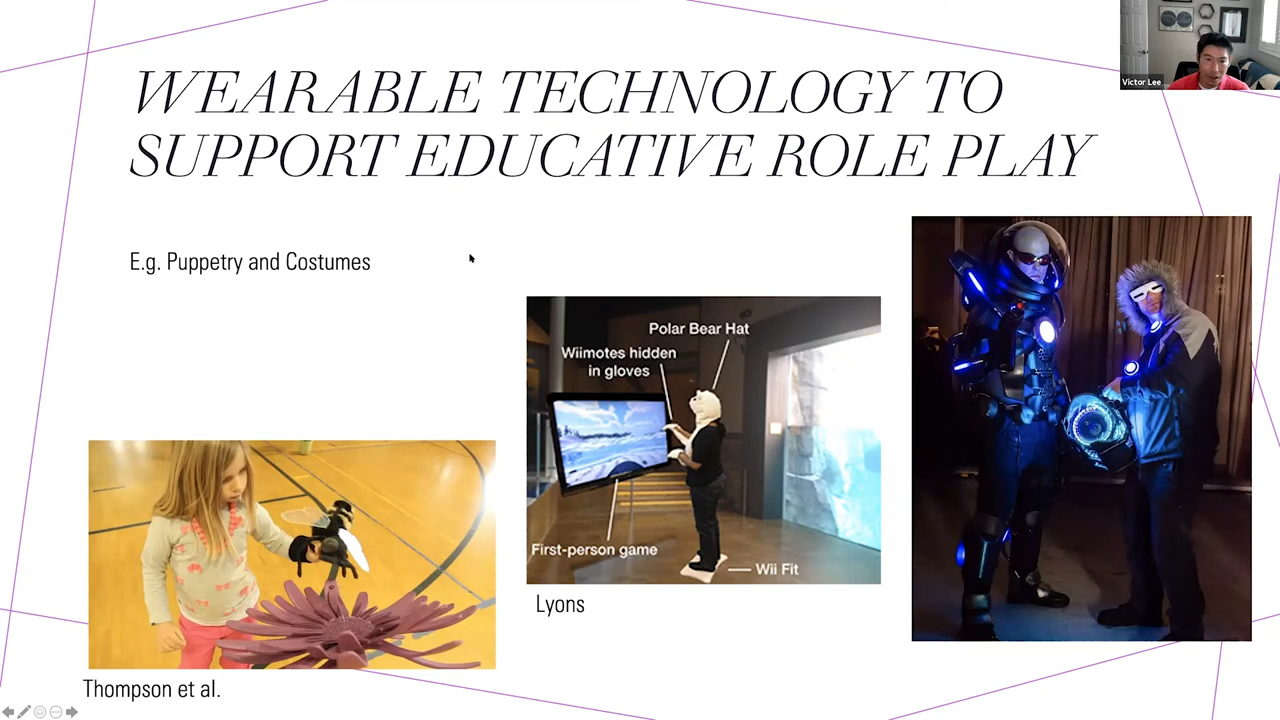 WEARABLE TECHNOLOGY TO
SUPPORT EDUCATIVE ROLE PLAY
Victor Lee
E.g. Puppetry and Costumes
Polar Bear Hat
Wiimotes hidden
in gloves
First-person game
Wii Fit
Lyons
Thompson et al.